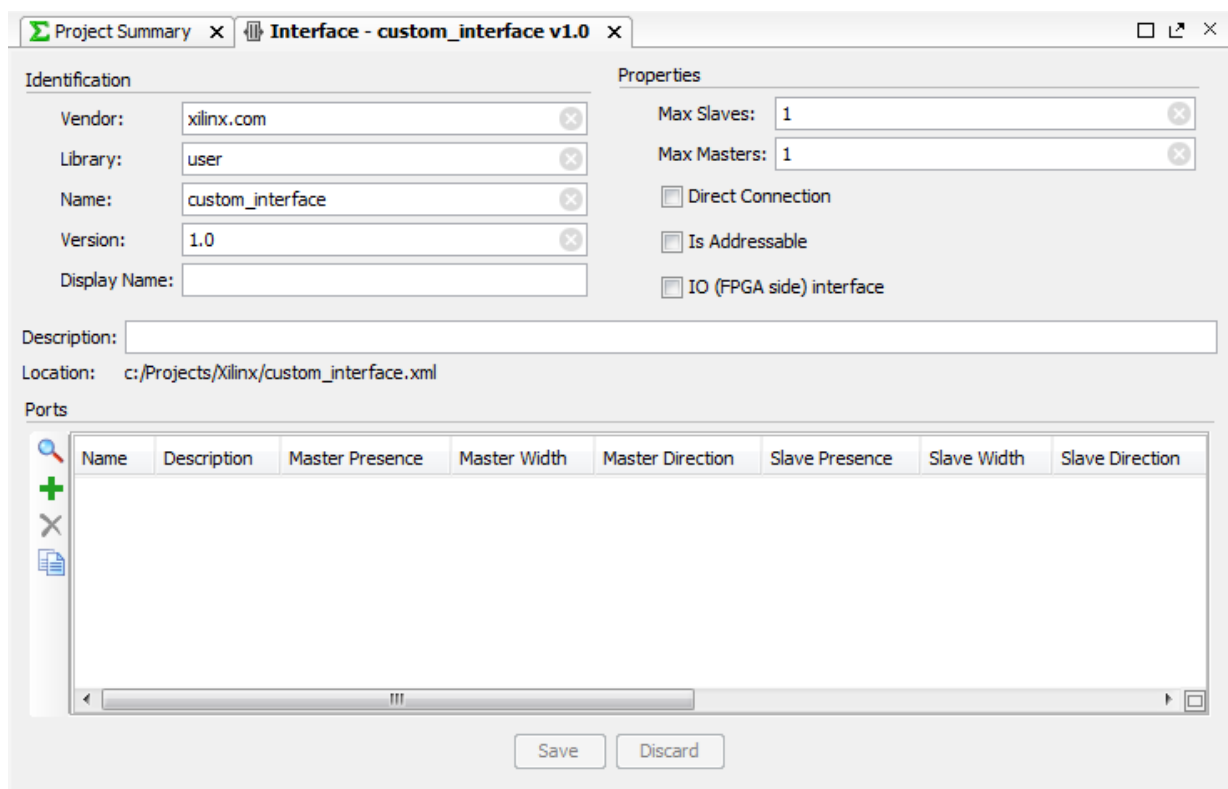 Project Summary
Interface - custom_interface v1.0
Identification
Vendor: xilinx.com
Library: user
Name: custom_interface
Version: 1.0
Display Name:
Properties
Max Slaves: 1
Max Masters: 1
Direct Connection
Is Addressable
IO (FPGA side) interface
Description:
Location: c:/Projects/Xilinx/custom_interface.xml
Ports
Name Description Master Presence Master Width Master Direction Slave Presence Slave Width Slave Direction
Save Discard